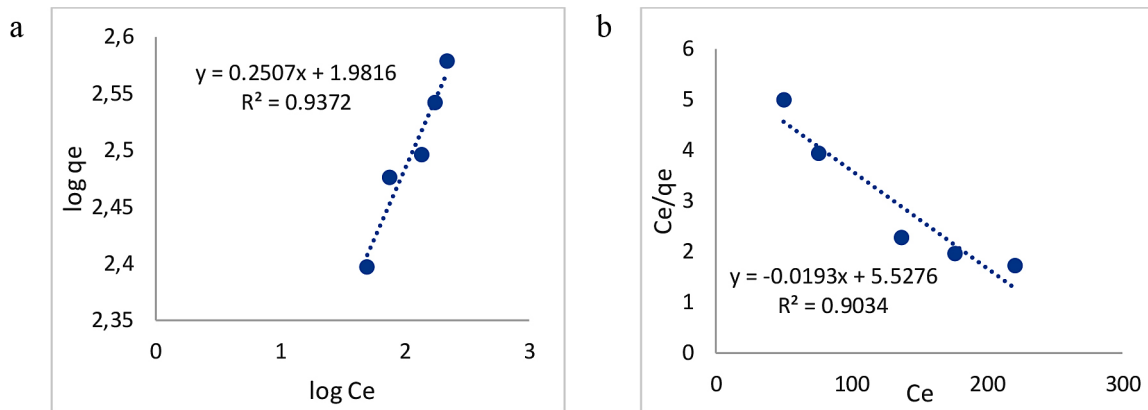 a
2,6
2,55
2,5
2,45
2,4
2,35
log qe
y = 0.2507x + 1.9816
R² = 0.9372
0 1 2 3
log Ce
b
6
5
4
3
2
1
0
Ce/qe
y = -0.0193x + 5.5276
R² = 0.9034
0 100 200 300
Ce